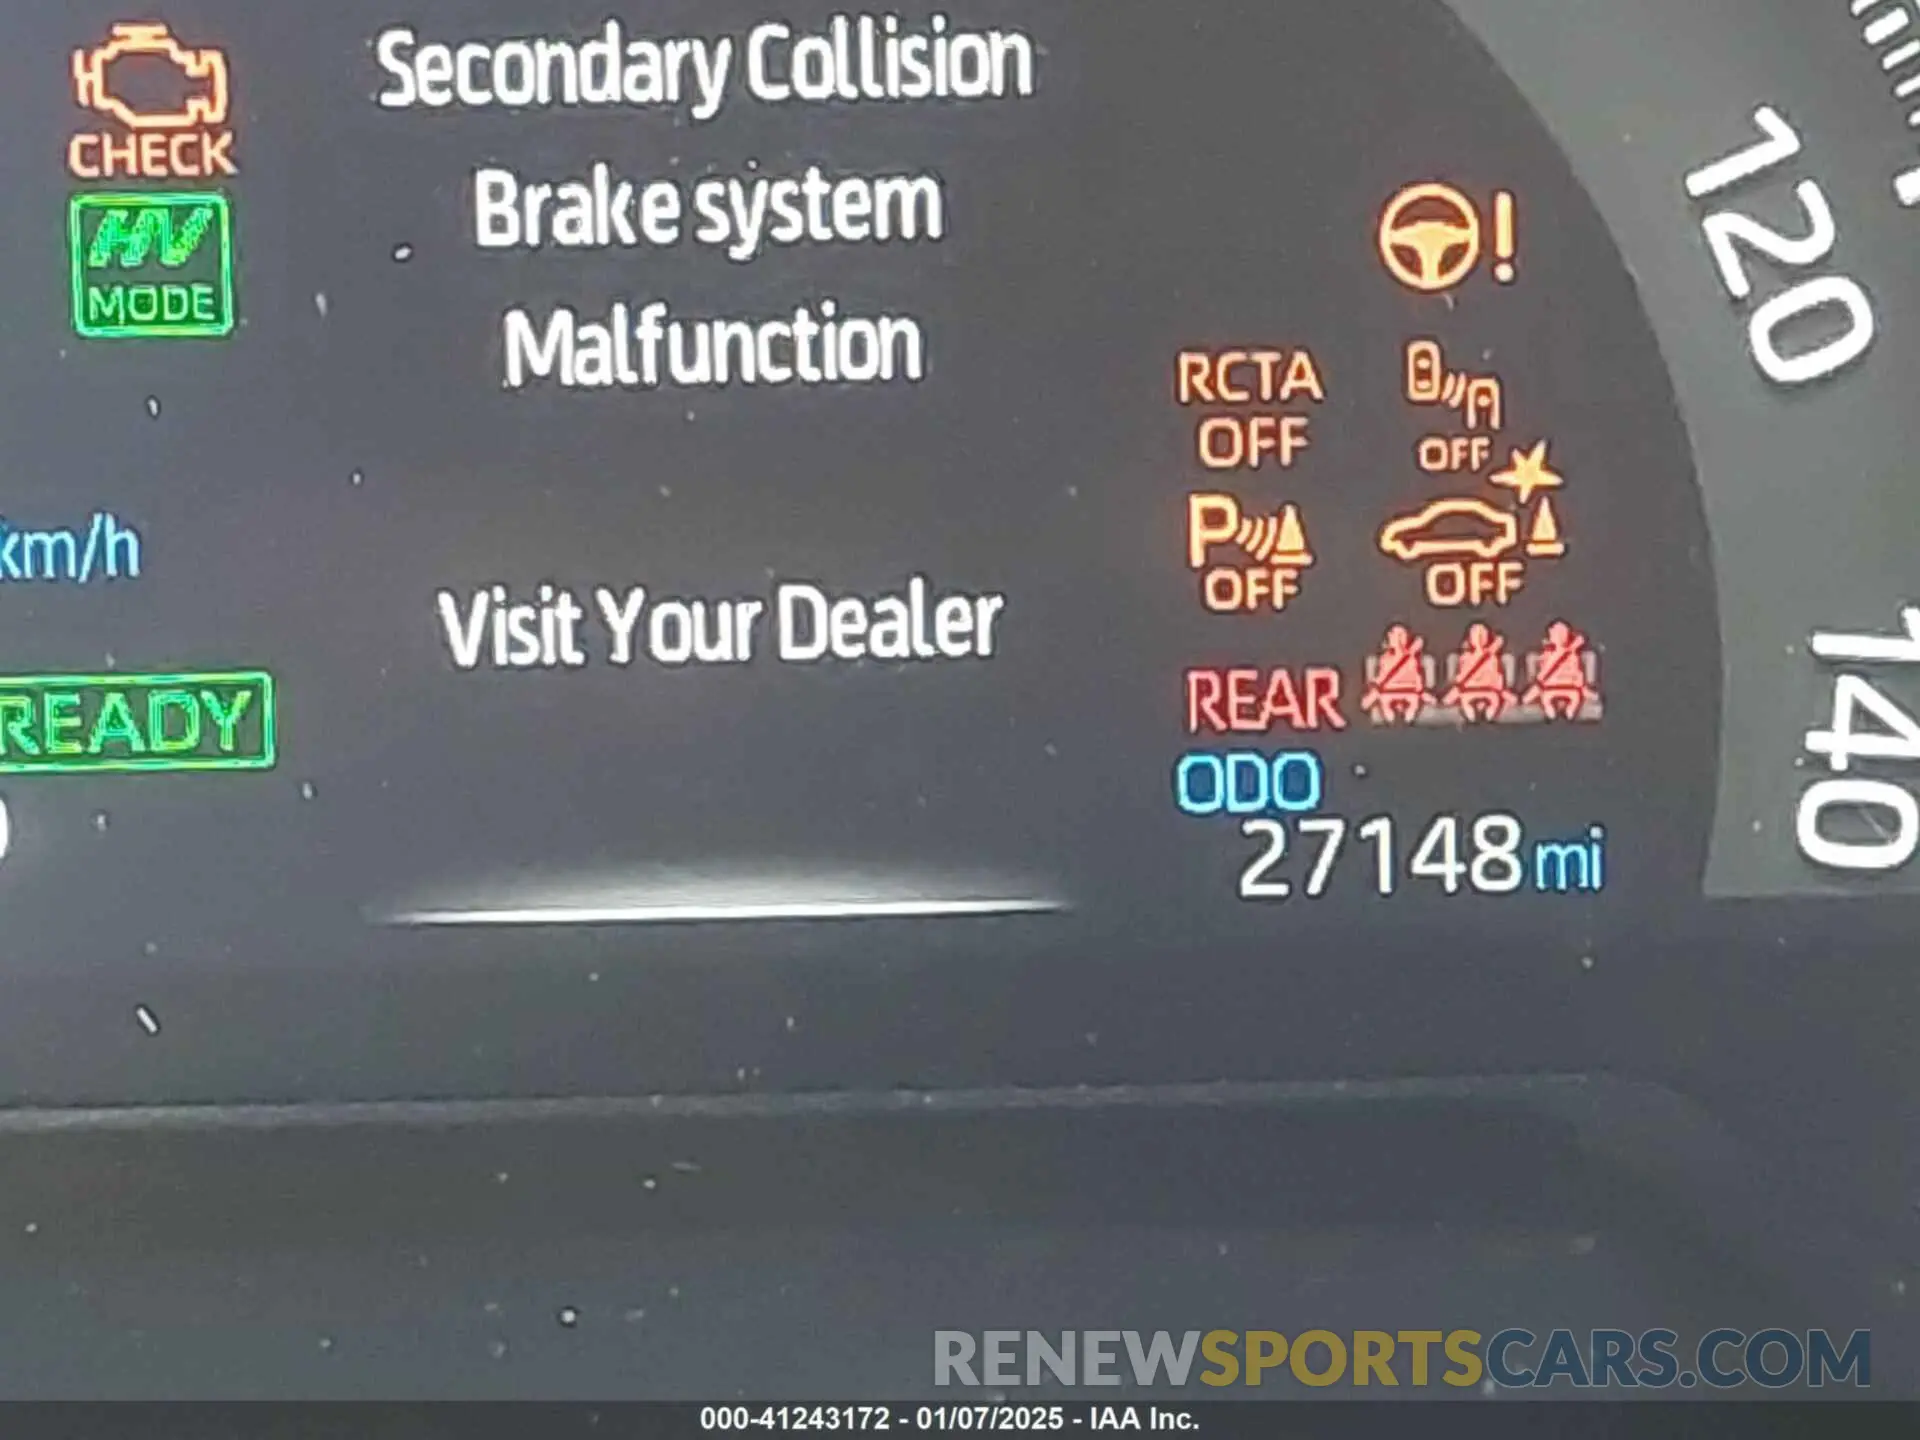 CHECK
HV
MODE
Secondary Collision
Brake system
Malfunction
Visit Your Dealer
km/h
READY
RCTA
OFF
OFF
P
OFF
OFF
REAR
ODO
27148 mi
120
140
RENEWSPORTSCARS.COM
000-41243172 - 01/07/2025 - IAA Inc.